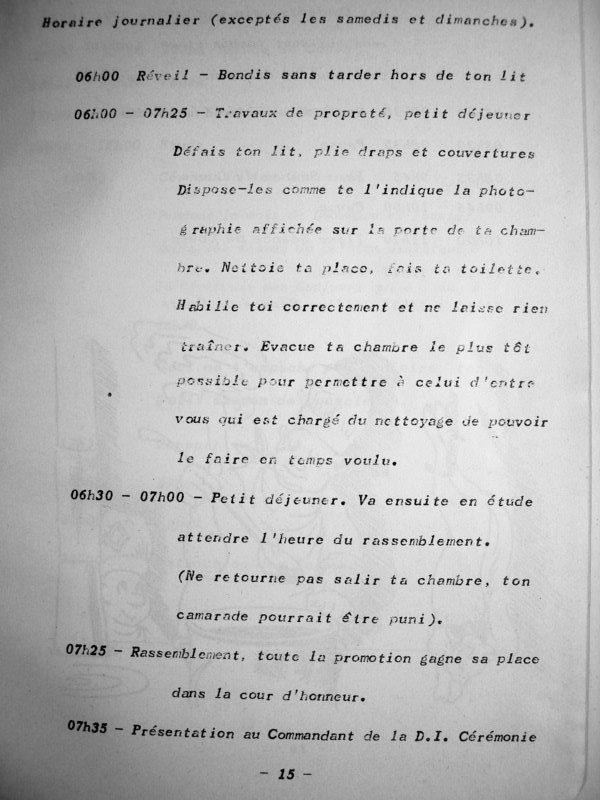 Horaire journalier (exceptés les samedis et dimanches).
06h00 Réveil - Bondis sans tarder hors de ton lit
06h00 - 07h25 - Travaux de propreté, petit déjeuner
Défais ton lit, plie draps et couvertures
Dispose-les comme te l'indique la photo-
graphie affichée sur la porte de ta cham-
bre. Nettoie ta place, fais ta toilette.
Habille toi correctement et ne laisse rien
traîner. Evacue ta chambre le plus tôt
possible pour permettre à celui d'entre
vous qui est chargé du nettoyage de pouvoir
le faire en temps voulu.
06h30 - 07h00 - Petit déjeuner. Va ensuite en étude
attendre l'heure du rassemblement.
(Ne retourne pas salir ta chambre, ton
camarade pourrait être puni).
07h25 - Rassemblement, toute la promotion gagne sa place
dans la cour d'honneur.
07h35 - Présentation au Commandant de la D.I. Cérémonie
- 15 -